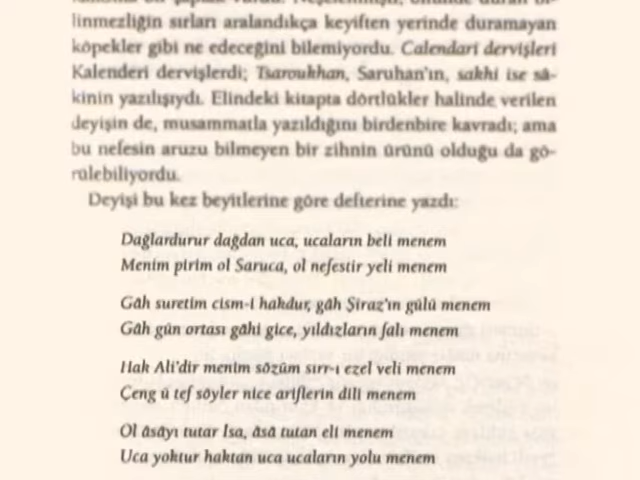 linmezliğin sırları aralandıkça keyiften yerinde duramayan
köpekler gibi ne edeceğini bilemiyordu. Calendari dervişleri
Kalenderi dervişlerdi; Tsaroukhan, Saruhan'ın, sakhi ise sâ-
kinin yazılışıydı. Elindeki kitapta dörtlükler halinde verilen
deyişin de, musammatla yazıldığını birdenbire kavradı; ama
bu nefesin aruzu bilmeyen bir zihnin ürünü olduğu da gö-
rülebiliyordu.
Deyişi bu kez beyitlerine göre defterine yazdı:
Dağlardurur dağdan uca, ucaların beli menem
Menim pirim ol Saruca, ol nefestir yeli menem
Gâh suretim cism-i hakdur, gâh Şiraz'ın gülü menem
Gâh gün ortası gâhi gice, yıldızların falı menem
Hak Ali'dir menim sözüm sırr-ı ezel veli menem
Çeng ü tef söyler nice ariflerin dili menem
Ol âsâyı tutar Isa, âsâ tutan eli menem
Uca yoktur haktan uca ucaların yolu menem